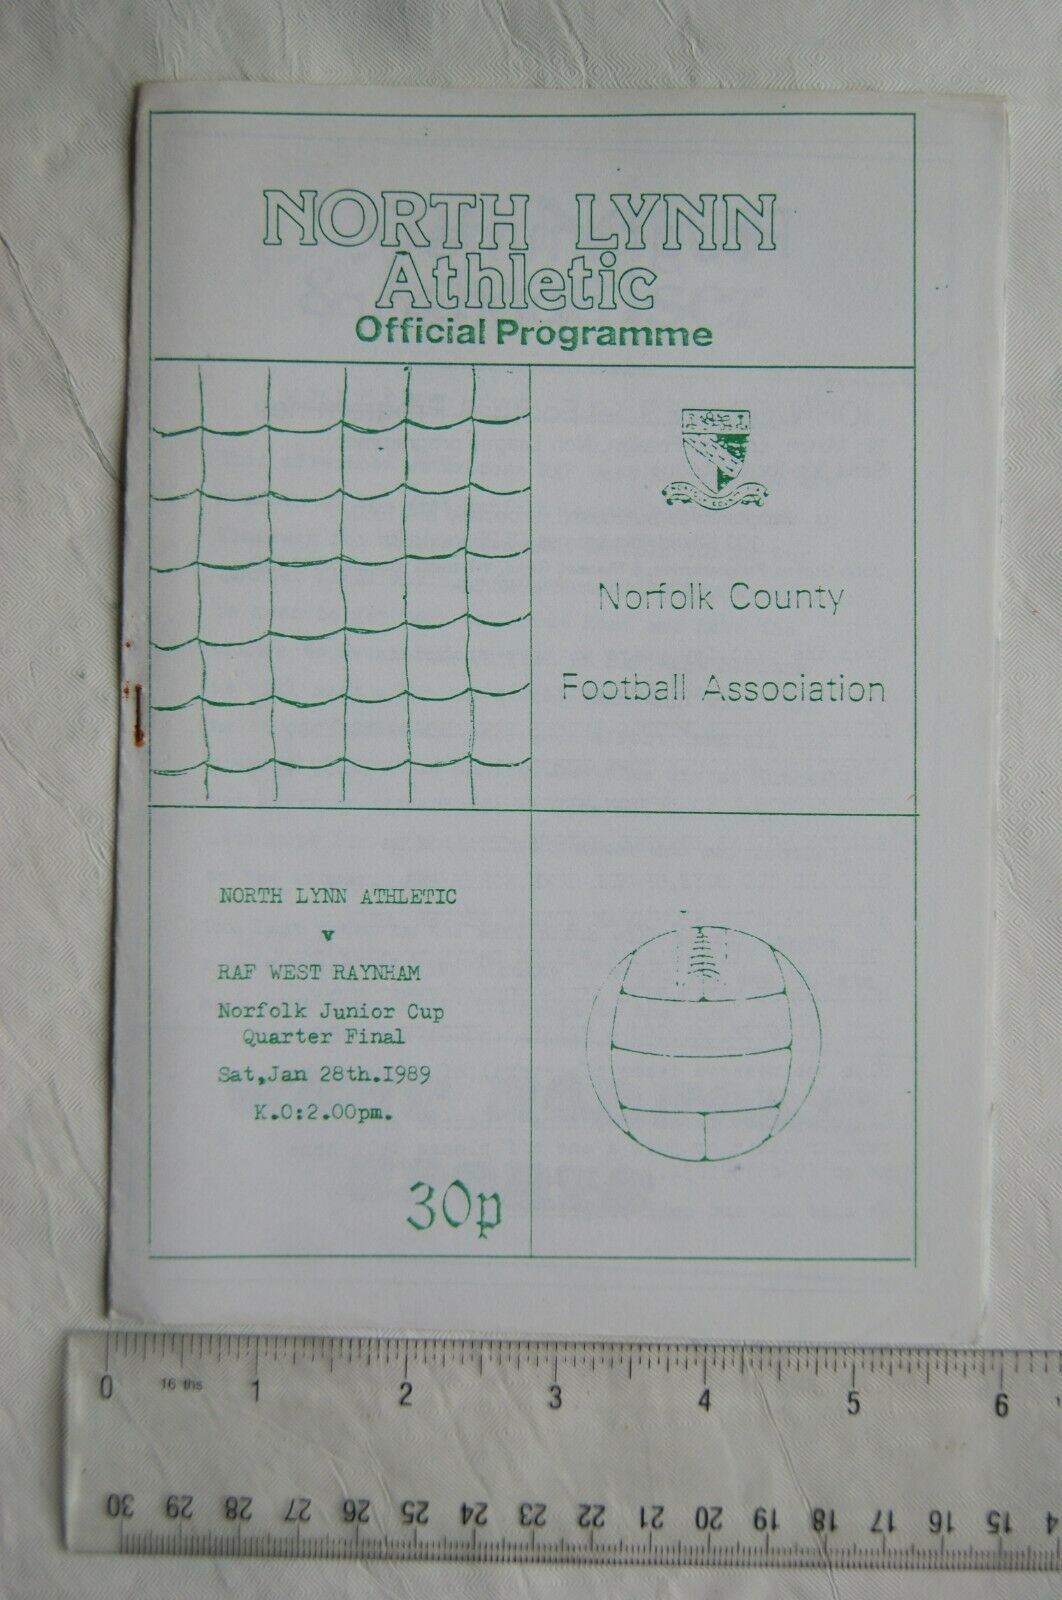 NORTH LYNN
Athletic
Official Programme
Norfolk County
Football Association
NORTH LYNN ATHLETIC
v
RAF WEST RAYNHAM
Norfolk Junior Cup
Quarter Final
Sat,Jan 28th.I989
K.O:2.00pm.
30p
0 16 ths 1 2 3 4 5 6
30 29 28 27 26 25 24 23 22 21 20 19 18 17 16 15